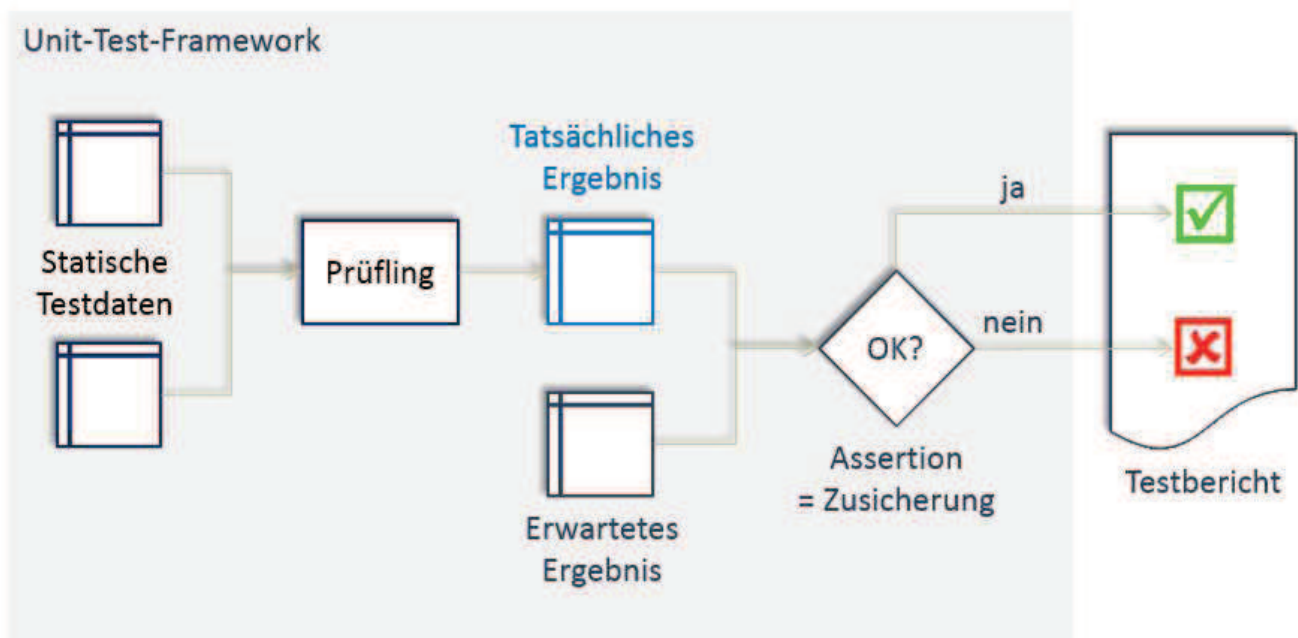 Unit-Test-Framework
Statische
Testdaten
Prüfling
Tatsächliches
Ergebnis
Erwartetes
Ergebnis
OK?
ja
nein
Assertion
= Zusicherung
Testbericht